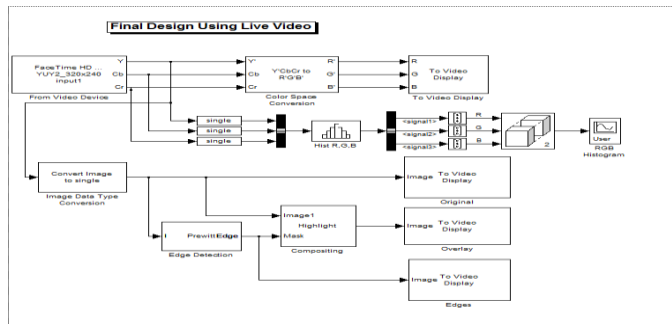 Final Design Using Live Video
FaceTime HD ...
YUY2_320x240
input1
Y
Cb
Cr
From Video Device
Y'
Cb
Cr
Y'CbCr to
R'G'B'
R'
G'
B'
Color Space
Conversion
R
G
B
To Video
Display
To Video Display
single
single
single
Hist R,G,B
<signal1>
<signal2>
<signal3>
R
G
B
2
User
RGB
Histogram
Convert Image
to single
Image Data Type
Conversion
Image
To Video
Display
Original
I
Prewitt
Edge
Edge Detection
Image1
Highlight
Mask
Compositing
Image
To Video
Display
Overlay
Image
To Video
Display
Edges